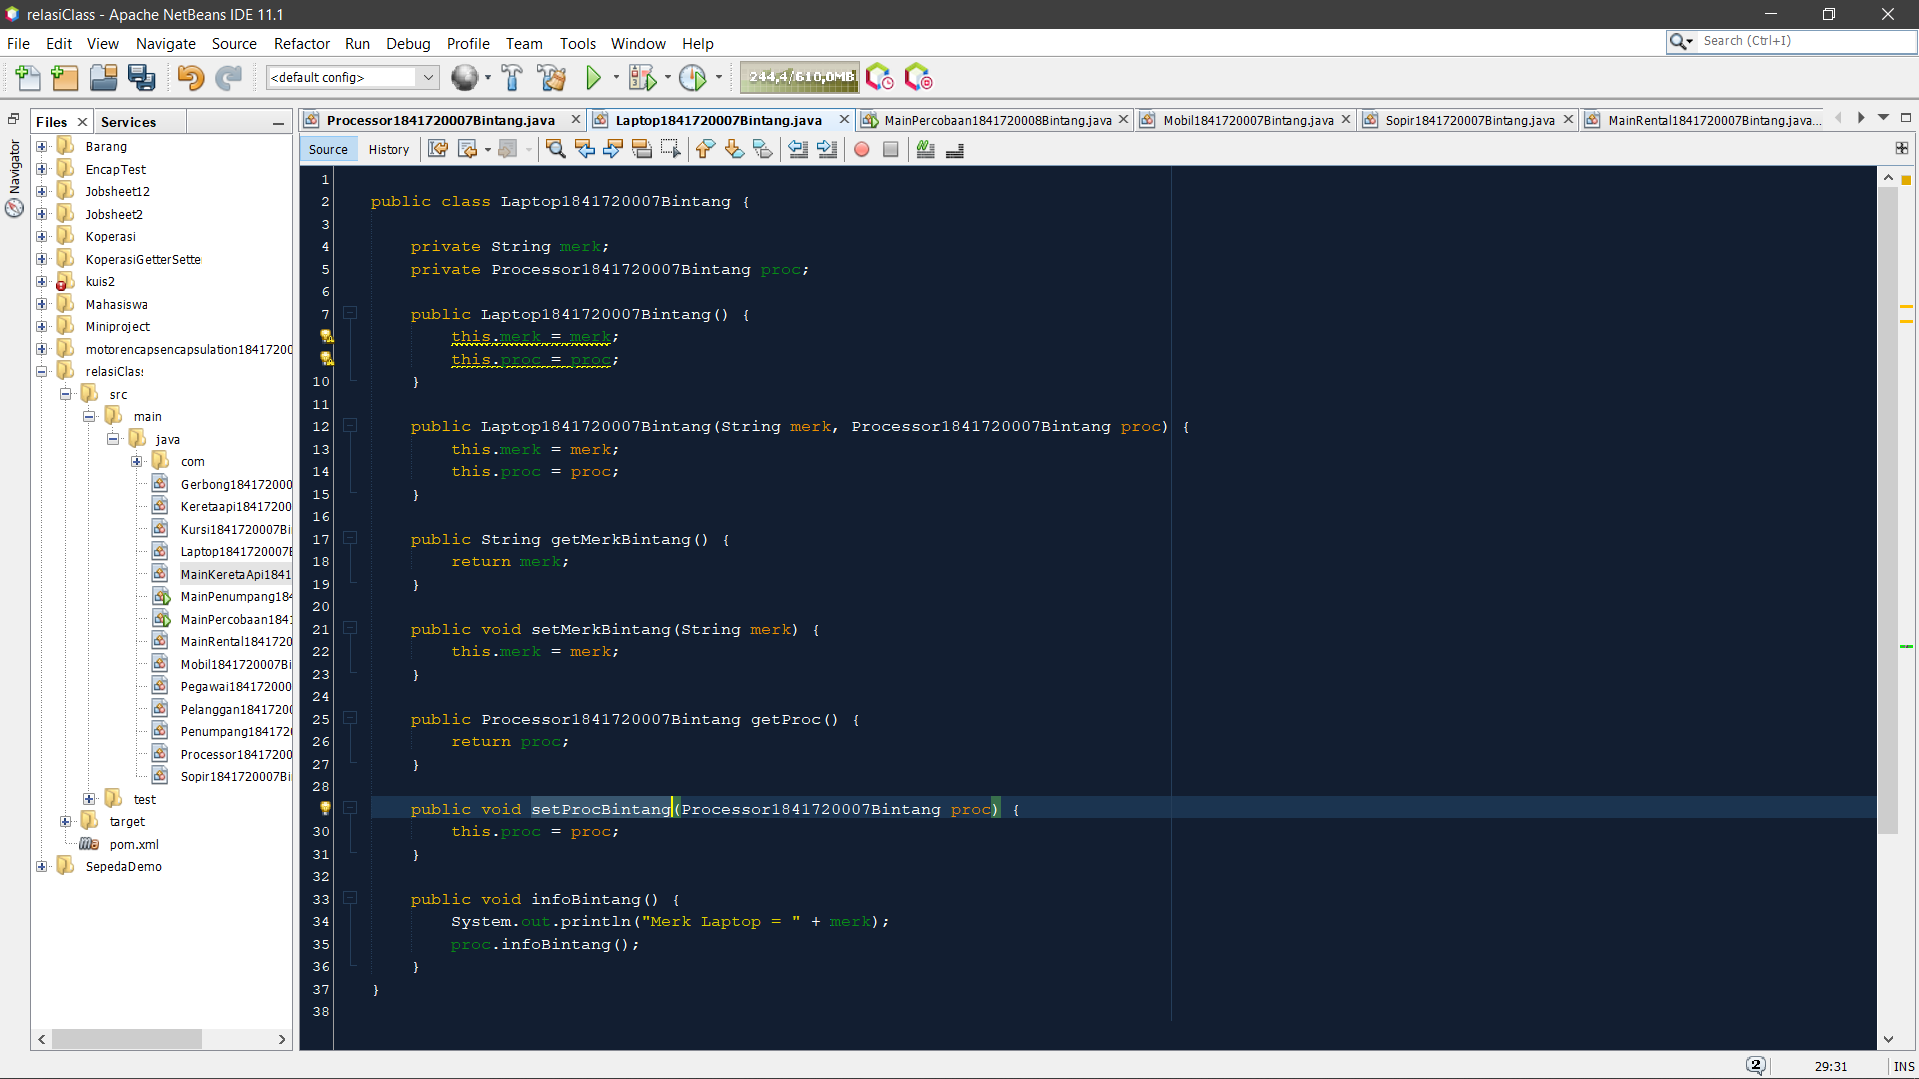 relasiClass - Apache NetBeans IDE 11.1
File Edit View Navigate Source Refactor Run Debug Profile Team Tools Window Help
Search (Ctrl+I)
<default config>
244,4/610,0MB
Files
Services
Processor1841720007Bintang.java
Laptop1841720007Bintang.java
MainPercobaan1841720008Bintang.java
Mobil1841720007Bintang.java
Sopir1841720007Bintang.java
MainRental1841720007Bintang.java...
Source
History
Navigator
Barang
EncapTest
Jobsheet12
Jobsheet2
Koperasi
KoperasiGetterSette
kuis2
Mahasiswa
Miniproject
motorencapsencapsulation18417200
relasiClass
src
main
java
com
Gerbong184172000
Keretaapi18417200
Kursi1841720007Bi
Laptop1841720007B
MainKeretaApi1841
MainPenumpang184
MainPercobaan1841
MainRental1841720
Mobil1841720007Bi
Pegawai184172000
Pelanggan1841720
Penumpang184172
Processor18417200
Sopir1841720007Bi
test
target
pom.xml
SepedaDemo
1
2 public class Laptop1841720007Bintang {
3
4 private String merk;
5 private Processor1841720007Bintang proc;
6
7 public Laptop1841720007Bintang() {
this.merk = merk;
this.proc = proc;
10 }
11
12 public Laptop1841720007Bintang(String merk, Processor1841720007Bintang proc) {
13 this.merk = merk;
14 this.proc = proc;
15 }
16
17 public String getMerkBintang() {
18 return merk;
19 }
20
21 public void setMerkBintang(String merk) {
22 this.merk = merk;
23 }
24
25 public Processor1841720007Bintang getProc() {
26 return proc;
27 }
28
public void setProcBintang(Processor1841720007Bintang proc) {
30 this.proc = proc;
31 }
32
33 public void infoBintang() {
34 System.out.println("Merk Laptop = " + merk);
35 proc.infoBintang();
36 }
37 }
38
2
29:31
INS